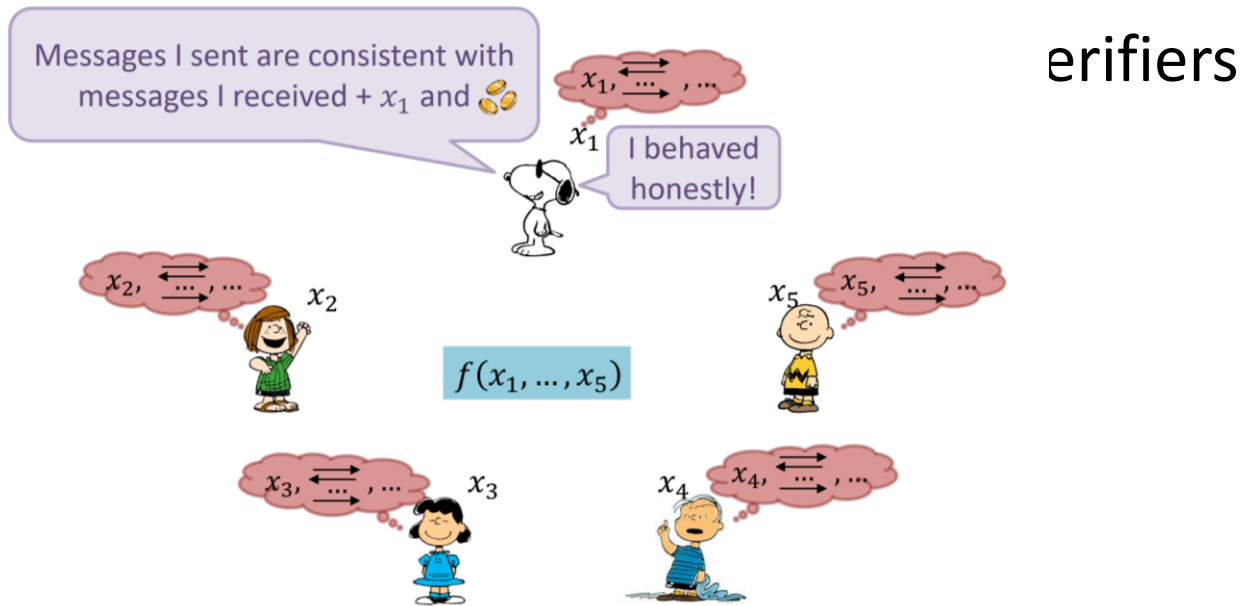 erifiers
Messages I sent are consistent with
messages I received + x₁ and
x₁, ... , ...
x₁
I behaved
honestly!
x₂, ... , ...
x₂
x₅
x₅, ... , ...
f(x₁, ... , x₅)
x₃, ... , ...
x₃
x₄
x₄, ... , ...